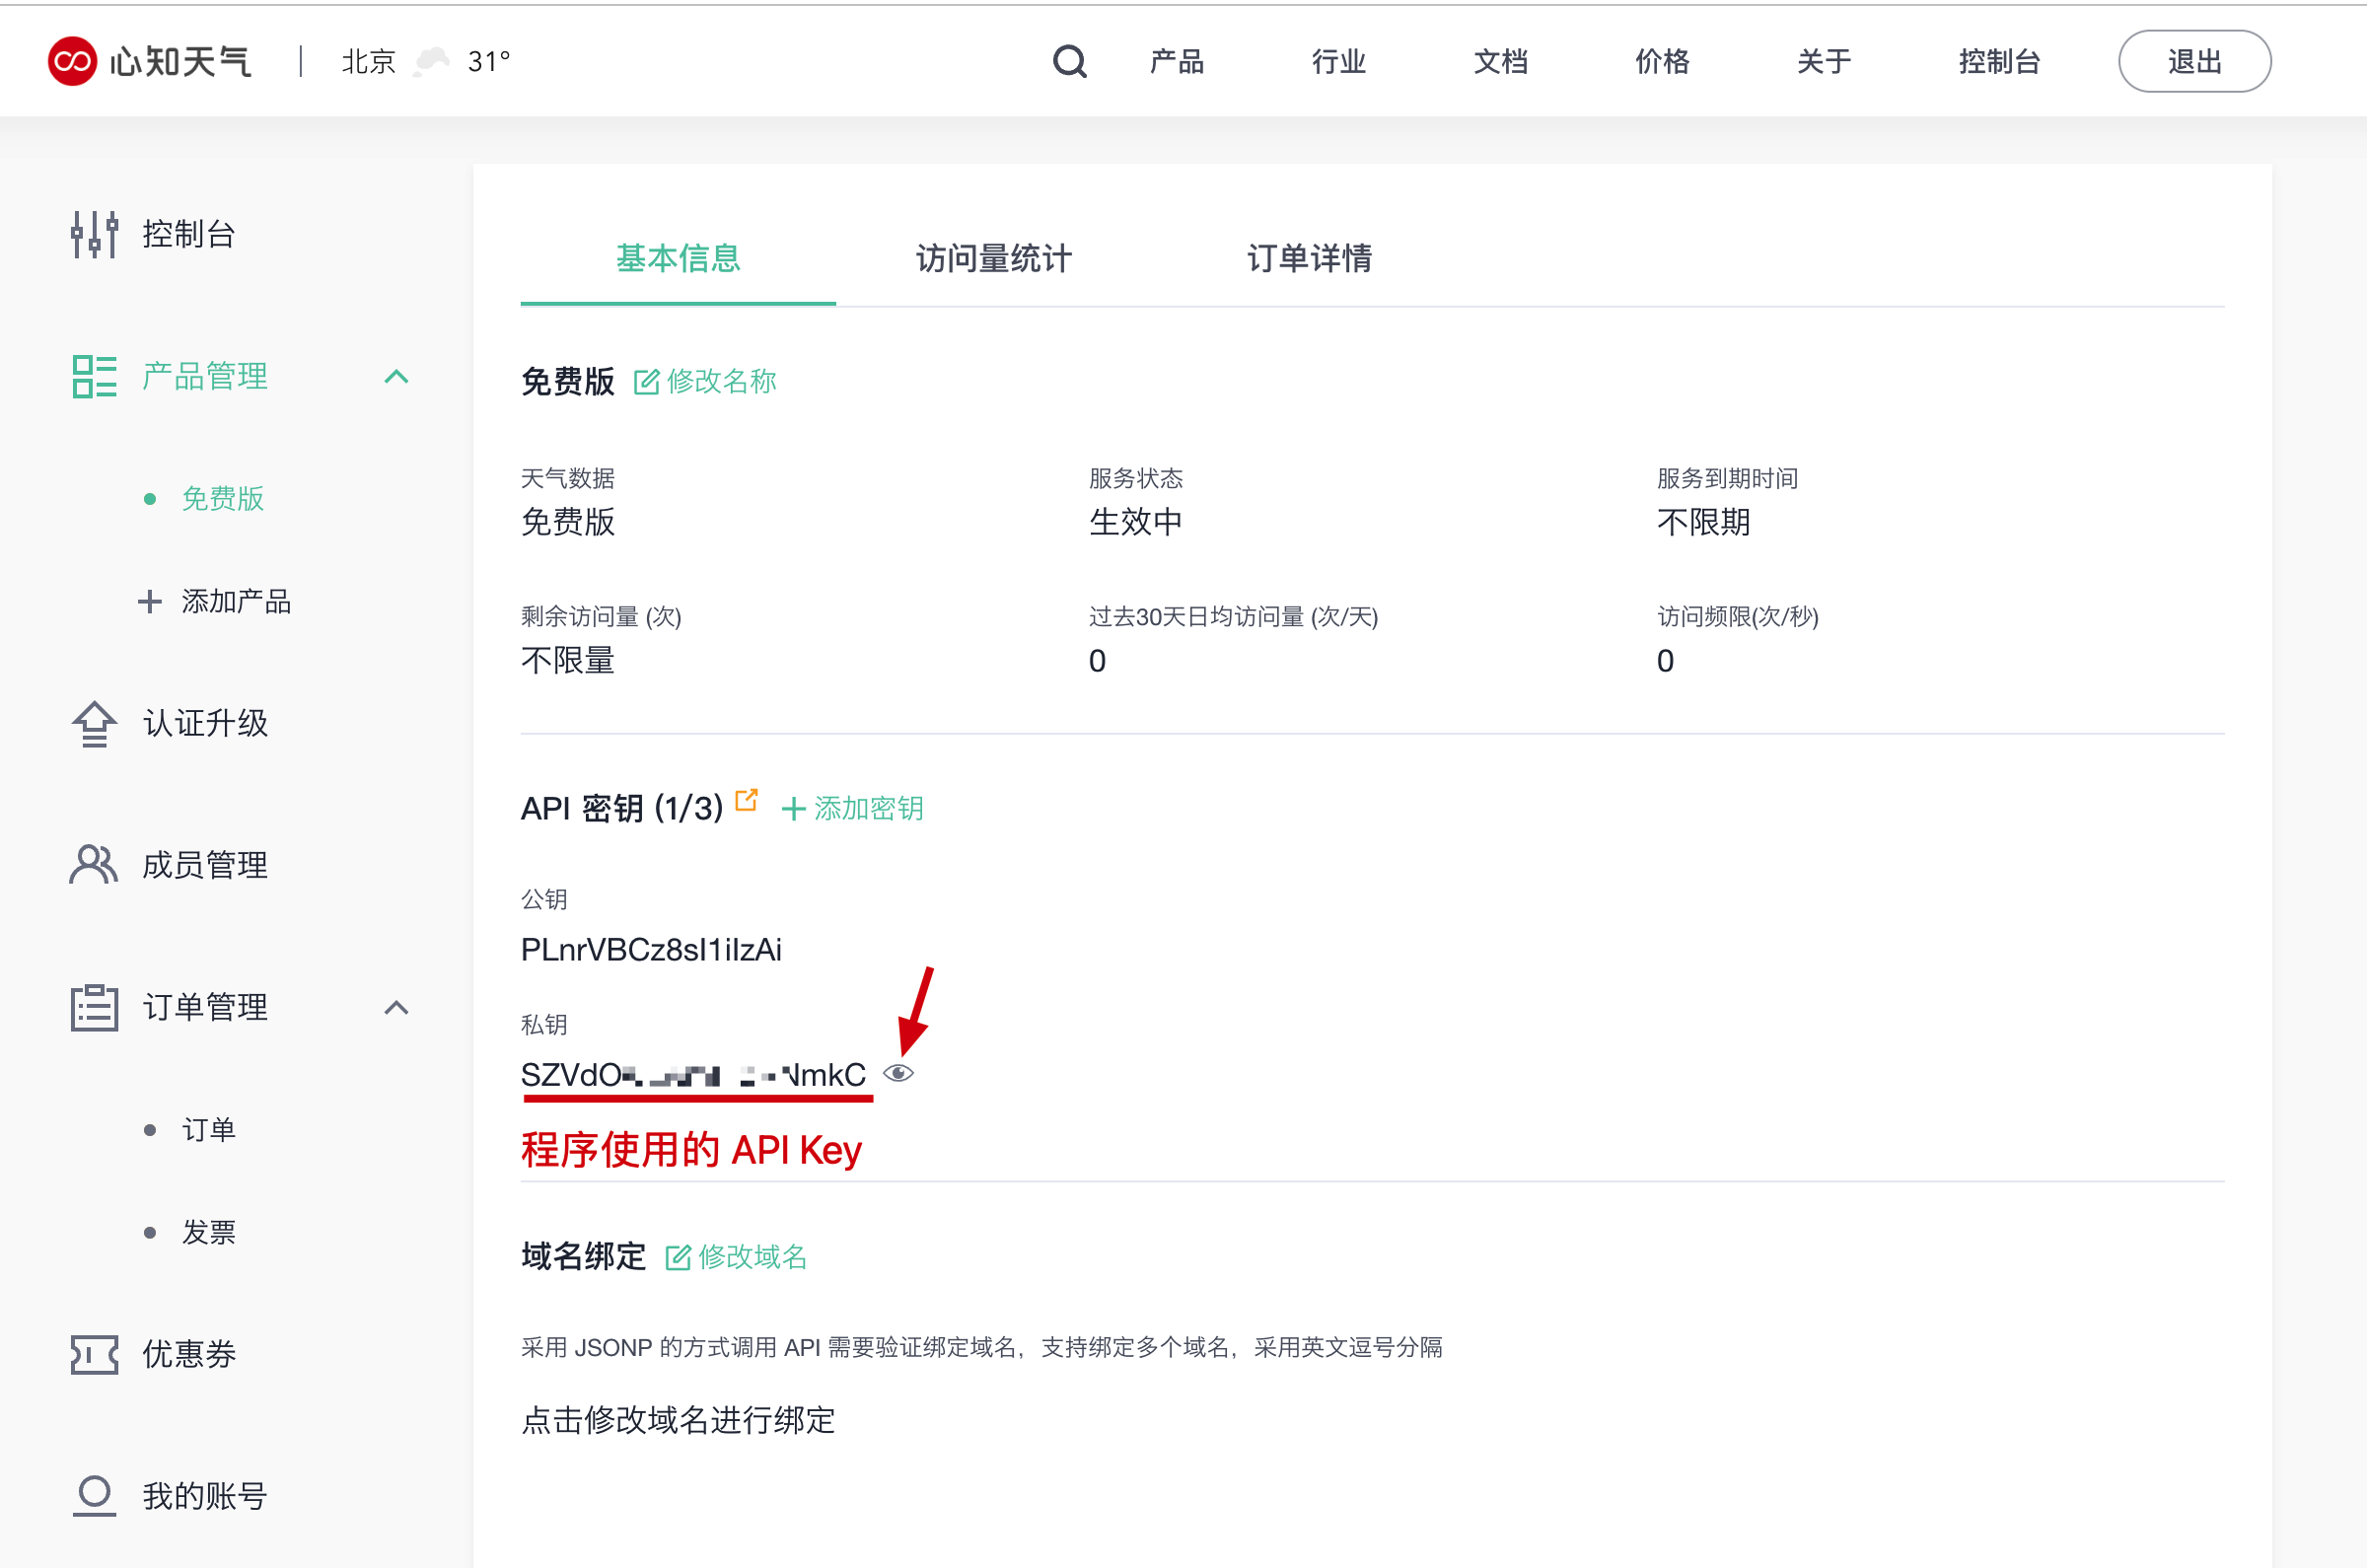 心知天气 | 北京 31°
产品 行业 文档 价格 关于 控制台 退出
控制台
产品管理
免费版
添加产品
认证升级
成员管理
订单管理
订单
发票
优惠券
我的账号
基本信息 访问量统计 订单详情
免费版 修改名称
天气数据 服务状态 服务到期时间
免费版 生效中 不限期
剩余访问量 (次) 过去30天日均访问量 (次/天) 访问频限(次/秒)
不限量 0 0
API 密钥 (1/3) 添加密钥
公钥
PLnrVBCz8sI1iIzAi
私钥
SZVdO NmkC
程序使用的 API Key
域名绑定 修改域名
采用 JSONP 的方式调用 API 需要验证绑定域名，支持绑定多个域名，采用英文逗号分隔
点击修改域名进行绑定